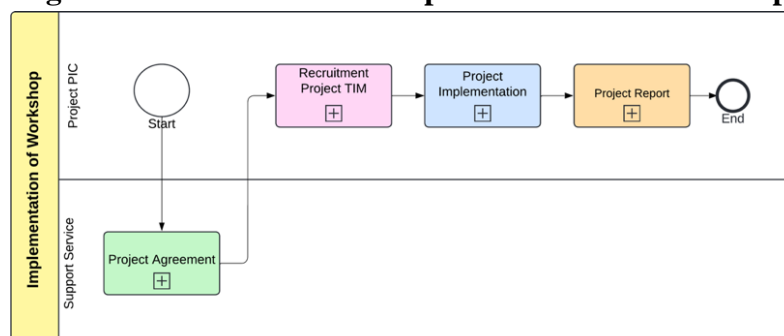 Implementation of Workshop
Project PIC
Start
Recruitment
Project TIM
Project
Implementation
Project Report
End
Support Service
Project Agreement